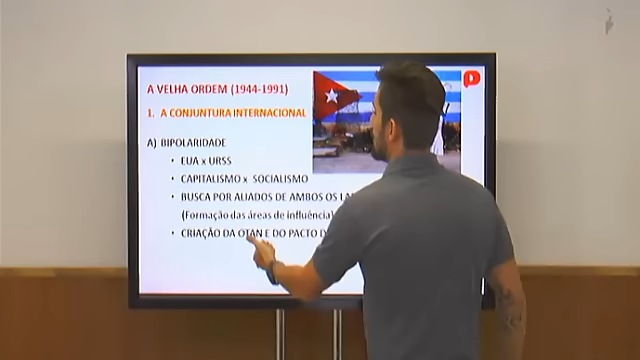 A VELHA ORDEM (1944-1991)
1. A CONJUNTURA INTERNACIONAL
A) BIPOLARIDADE
• EUA x URSS
• CAPITALISMO x SOCIALISMO
• BUSCA POR ALIADOS DE AMBOS OS
(Formação das áreas de influência)
• CRIAÇÃO DA OTAN E DO PACTO